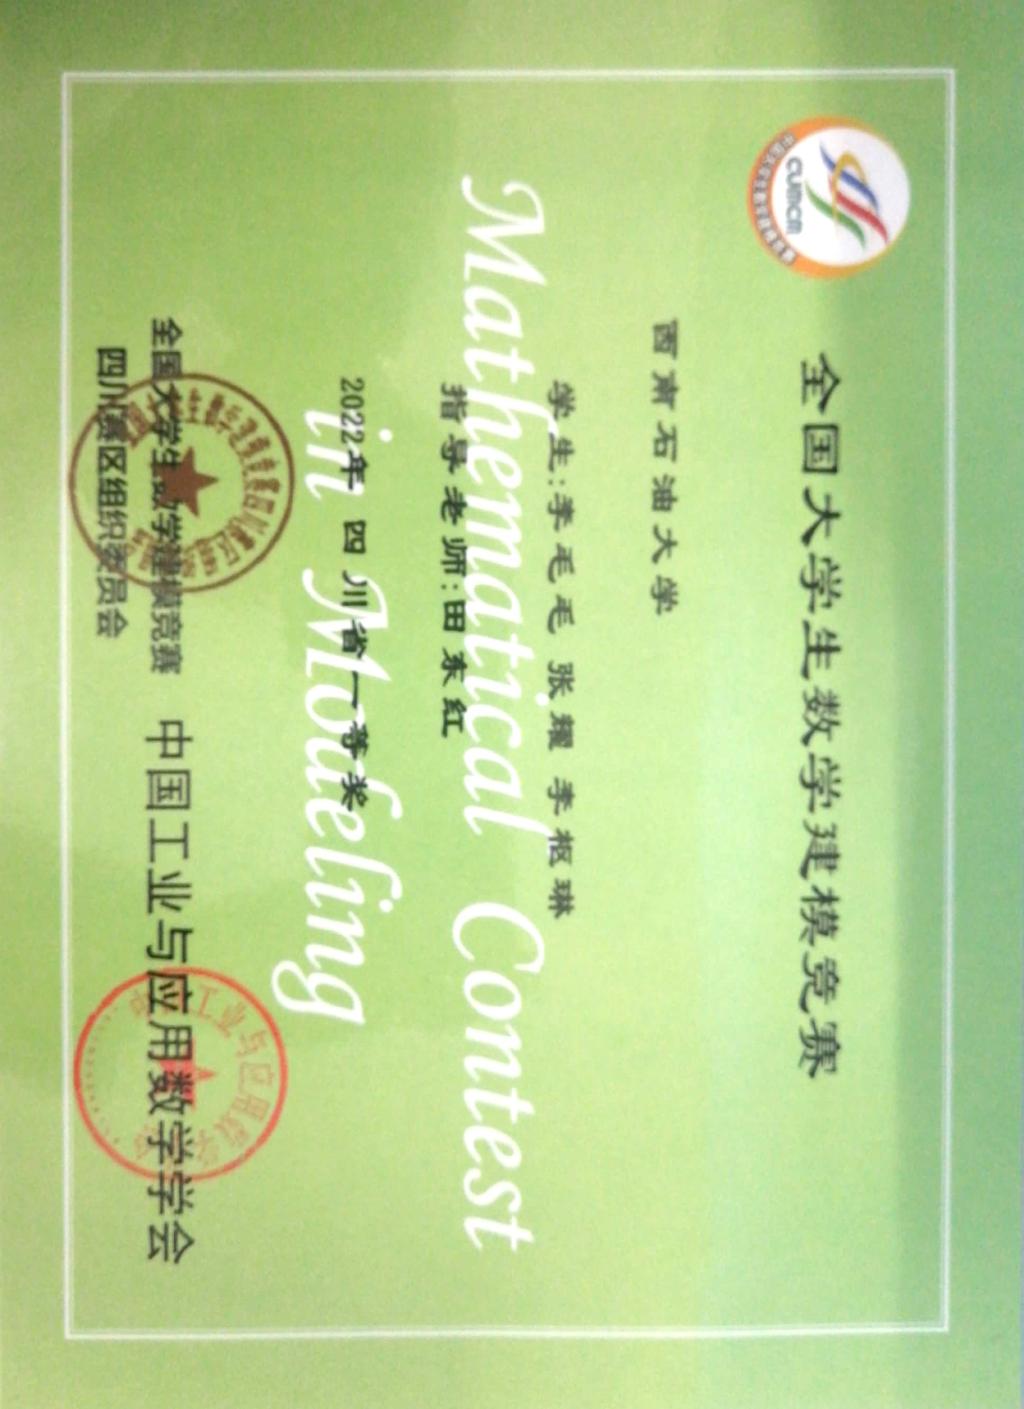 CUMCM
全国大学生数学建模竞赛
西南石油大学
学生:李毛毛 张耀 李枢琳
Mathematical Contest
指导老师:田东红
in Modeling
2022年 四川省一等奖
全国大学生数学建模竞赛
四川赛区组织委员会
中国工业与应用数学学会